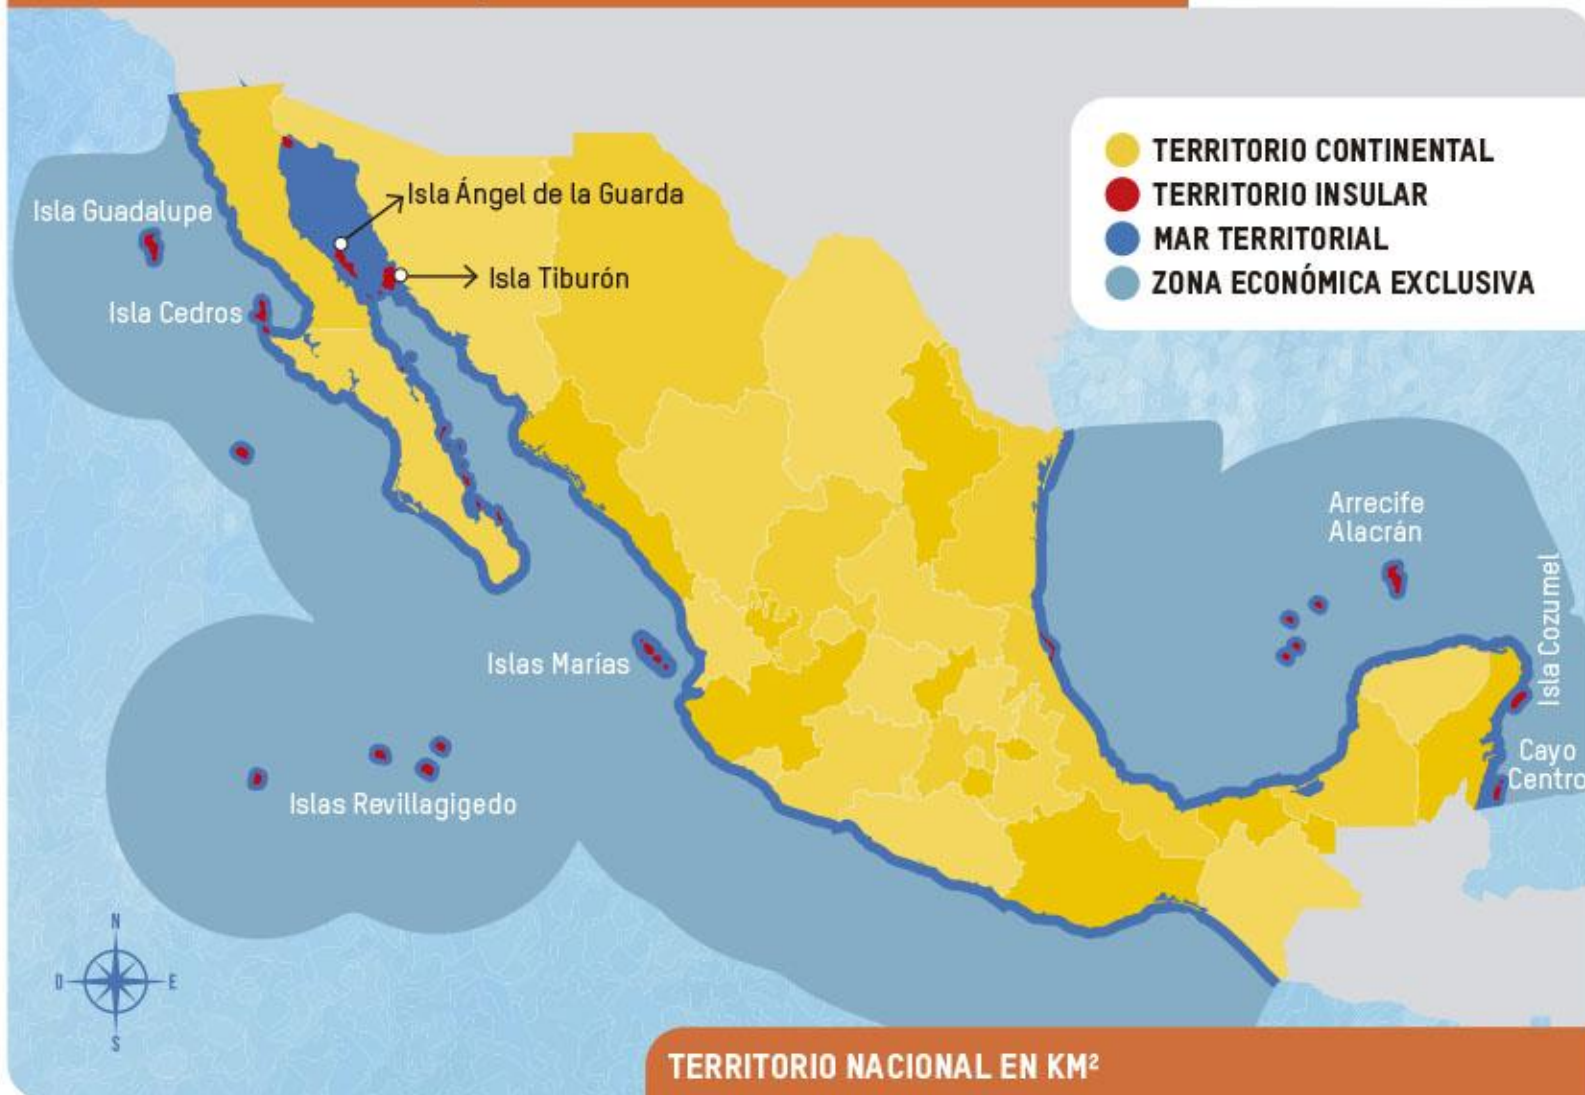 TERRITORIO CONTINENTAL
TERRITORIO INSULAR
MAR TERRITORIAL
ZONA ECONÓMICA EXCLUSIVA
Isla Ángel de la Guarda
Isla Guadalupe
Isla Tiburón
Isla Cedros
Arrecife
Alacrán
Isla Cozumel
Islas Marías
Cayo
Centro
Islas Revillagigedo
N
O
E
S
TERRITORIO NACIONAL EN KM²